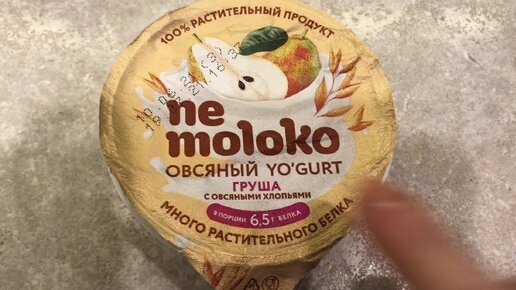 100% РАСТИТЕЛЬНЫЙ ПРОДУКТ
ne
moloko
ОВСЯНЫЙ YO'GURT
ГРУША
С ОВСЯНЫМИ ХЛОПЬЯМИ
В ПОРЦИИ 6,5 г БЕЛКА
МНОГО РАСТИТЕЛЬНОГО БЕЛКА